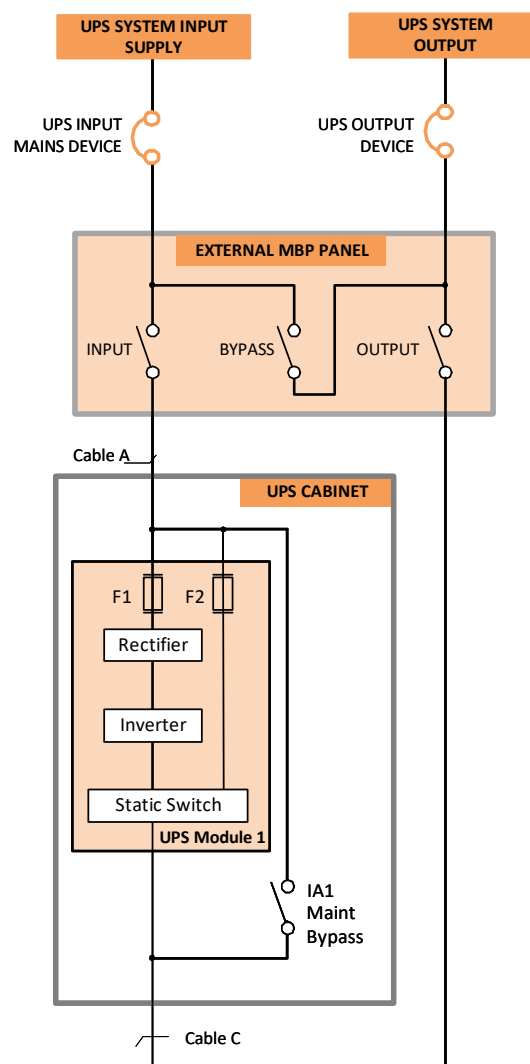 UPS SYSTEM INPUT
SUPPLY
UPS SYSTEM
OUTPUT
UPS INPUT
MAINS DEVICE
UPS OUTPUT
DEVICE
EXTERNAL MBP PANEL
INPUT
BYPASS
OUTPUT
Cable A
UPS CABINET
F1
F2
Rectifier
Inverter
Static Switch
UPS Module 1
IA1
Maint
Bypass
Cable C